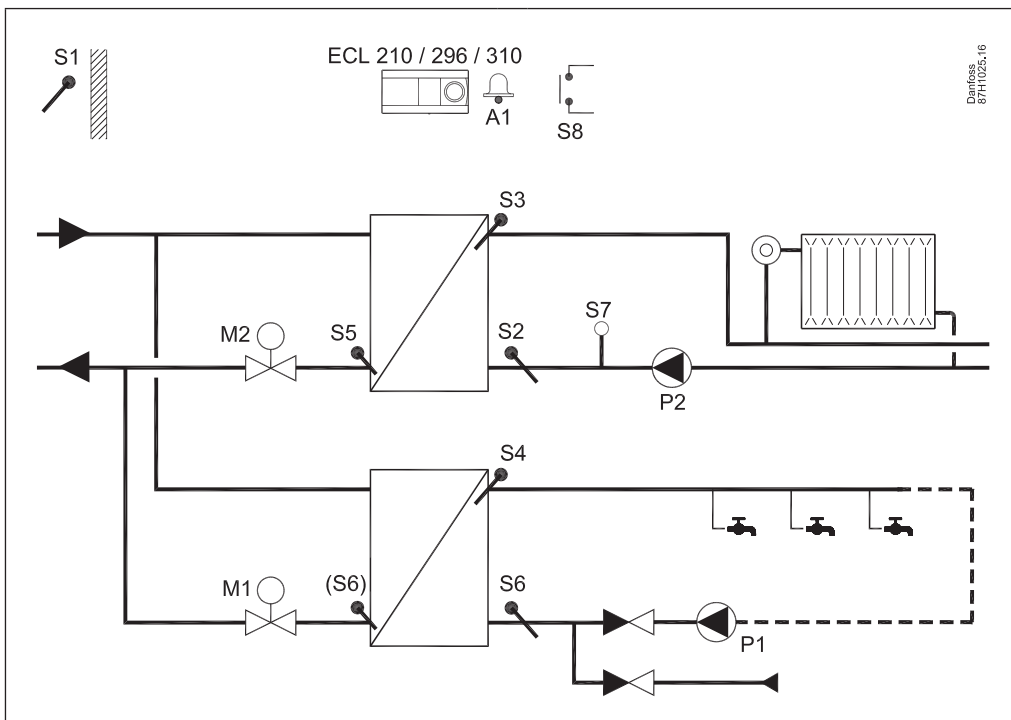 S1
ECL 210 / 296 / 310
A1
S8
Danfoss
87H1025.16
S3
M2
S5
S2
S7
P2
S4
M1
(S6)
S6
P1